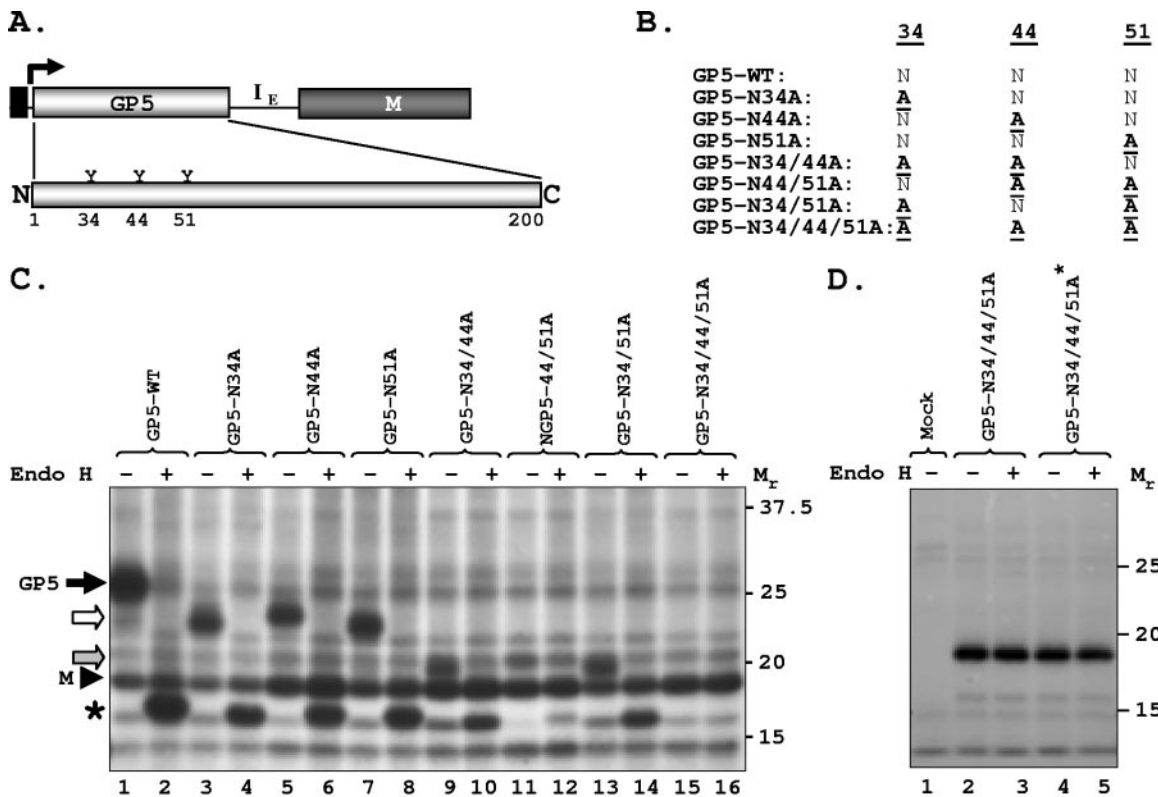 A.
GP5
I E
M
Y Y Y
N
C
1 34 44 51 200
B.
34 44 51
GP5-WT: N N N
GP5-N34A: A N N
GP5-N44A: N A N
GP5-N51A: N N A
GP5-N34/44A: A A N
GP5-N44/51A: N A A
GP5-N34/51A: A N A
GP5-N34/44/51A: A A A
C.
GP5-WT
GP5-N34A
GP5-N44A
GP5-N51A
GP5-N34/44A
NGP5-44/51A
GP5-N34/51A
GP5-N34/44/51A
Endo H - + - + - + - + - + - + - + - + Mr
37.5
GP5
25
20
M
*
15
1 2 3 4 5 6 7 8 9 10 11 12 13 14 15 16
D.
Mock
GP5-N34/44/51A
GP5-N34/44/51A*
Endo H - - + - + Mr
25
20
15
1 2 3 4 5